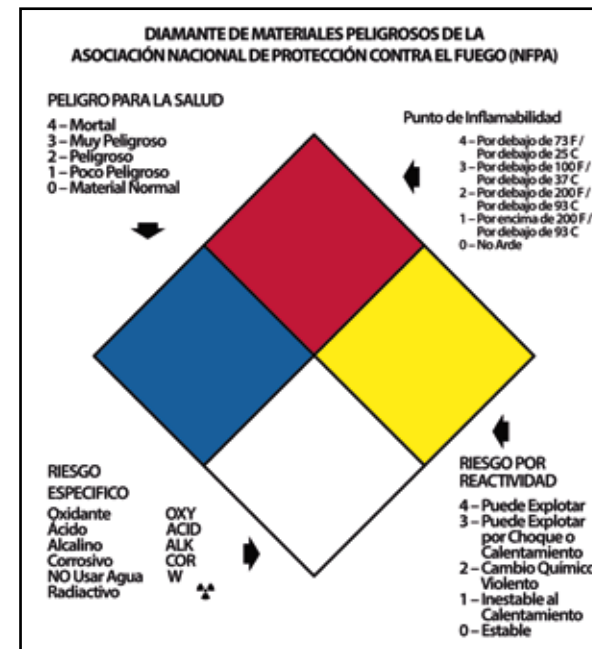 DIAMANTE DE MATERIALES PELIGROSOS DE LA
ASOCIACIÓN NACIONAL DE PROTECCIÓN CONTRA EL FUEGO (NFPA)
PELIGRO PARA LA SALUD
4 – Mortal
3 – Muy Peligroso
2 – Peligroso
1 – Poco Peligroso
0 – Material Normal
Punto de Inflamabilidad
4 – Por debajo de 73 F /
Por debajo de 25 C
3 – Por debajo de 100 F /
Por debajo de 37 C
2 – Por debajo de 200 F /
Por debajo de 93 C
1 – Por encima de 200 F /
Por debajo de 93 C
0 – No Arde
RIESGO
ESPECIFICO
Oxidante OXY
Ácido ACID
Alcalino ALK
Corrosivo COR
NO Usar Agua W
Radiactivo
RIESGO POR
REACTIVIDAD
4 – Puede Explotar
3 – Puede Explotar
por Choque o
Calentamiento
2 – Cambio Químico
Violento
1 – Inestable al
Calentamiento
0 – Estable